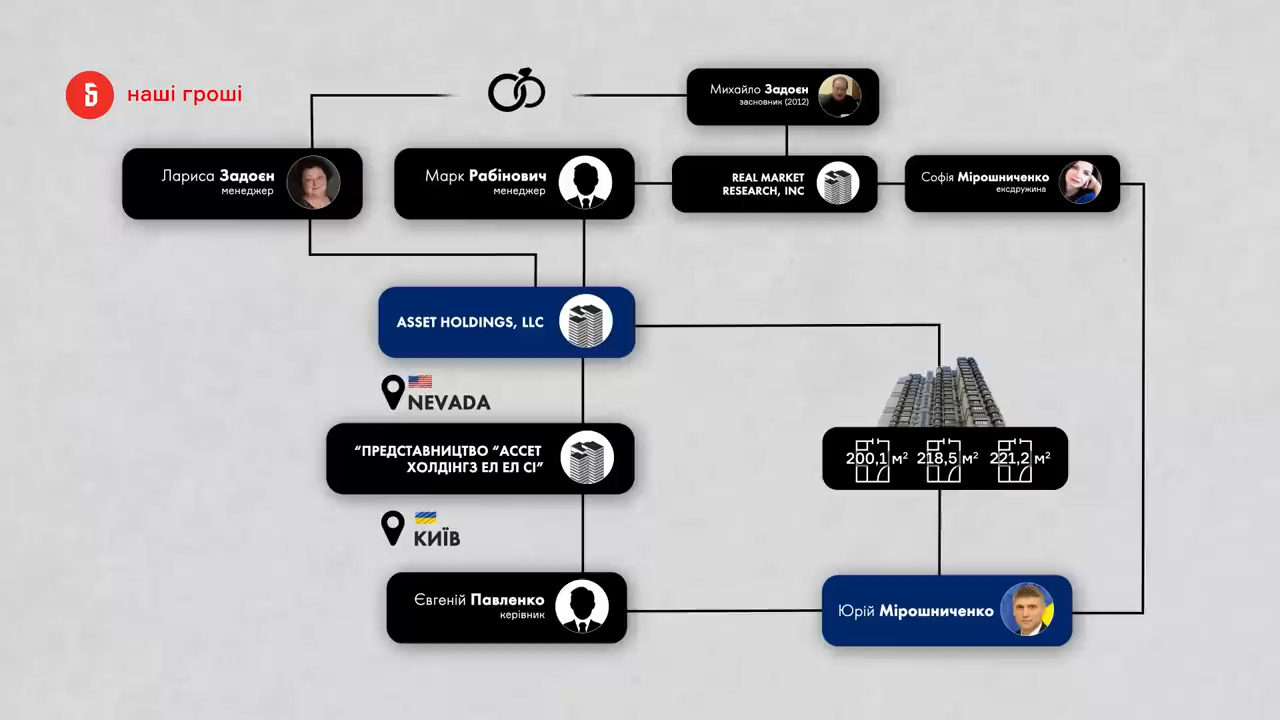 наші гроші
Михайло Задоєн
засновник (2012)
Лариса Задоєн
менеджер
Марк Рабінович
менеджер
REAL MARKET
RESEARCH, INC
Софія Мірошниченко
ексдружина
ASSET HOLDINGS, LLC
NEVADA
“ПРЕДСТАВНИЦТВО “АССЕТ
ХОЛДІНГЗ ЕЛ ЕЛ СІ”
200,1 м² 218,5 м² 221,2 м²
КИЇВ
Євгеній Павленко
керівник
Юрій Мірошниченко